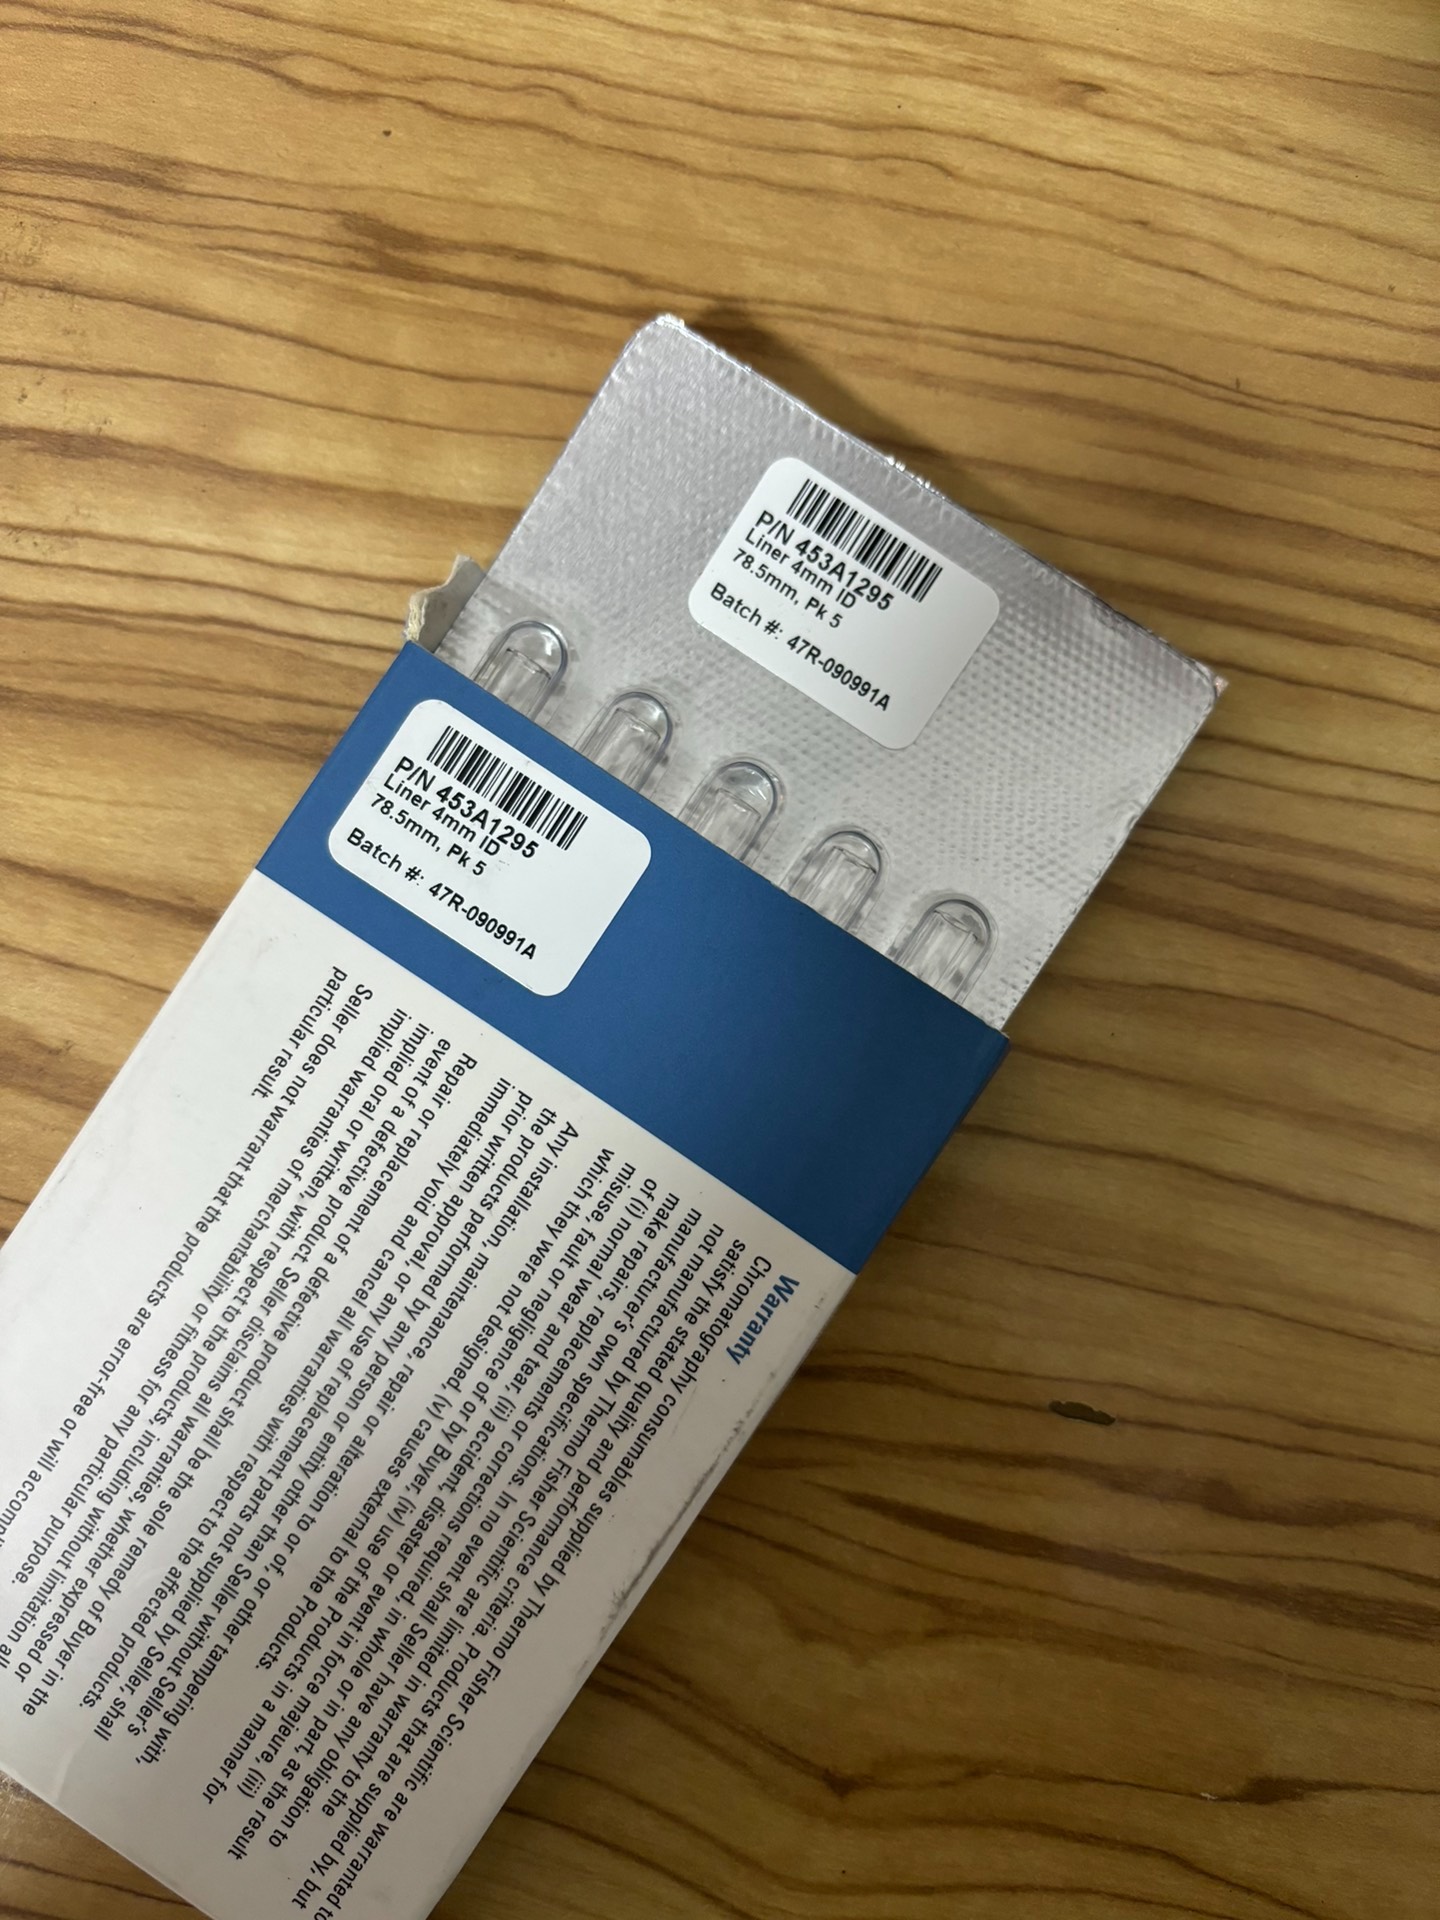 P/N 453A1295
Liner 4mm ID
78.5mm, Pk 5
Batch #: 47R-090991A
P/N 453A1295
Liner 4mm ID
78.5mm, Pk 5
Batch #: 47R-090991A
Warranty
Chromatography consumables supplied by Thermo Fisher Scientific are warranted to
satisfy the stated quality and performance criteria. Products that are supplied by, but
not manufactured by Thermo Fisher Scientific are limited in warranty to the
manufacturer's own specifications. In no event shall Seller have any obligation to
make repairs, replacements or corrections required, in whole or in part, as the result
of (i) normal wear and tear, (ii) accident, disaster or event in force majeure, (iii)
misuse, fault or negligence of or by Buyer, (iv) use of the Products in a manner for
which they were not designed, (v) causes external to the Products.
Any installation, maintenance, repair or alteration to or of, or other tampering with,
the products performed by any person or entity other than Seller without Seller's
prior written approval, or any use of replacement parts not supplied by Seller, shall
immediately void and cancel all warranties with respect to the affected products.
Repair or replacement of a defective product shall be the sole remedy of Buyer in the
event of a defective product. Seller disclaims all warranties, whether expressed or
implied oral or written, with respect to the products, including without limitation all
implied warranties of merchantability or fitness for any particular purpose.
Seller does not warrant that the products are error-free or will accomp
particular result.